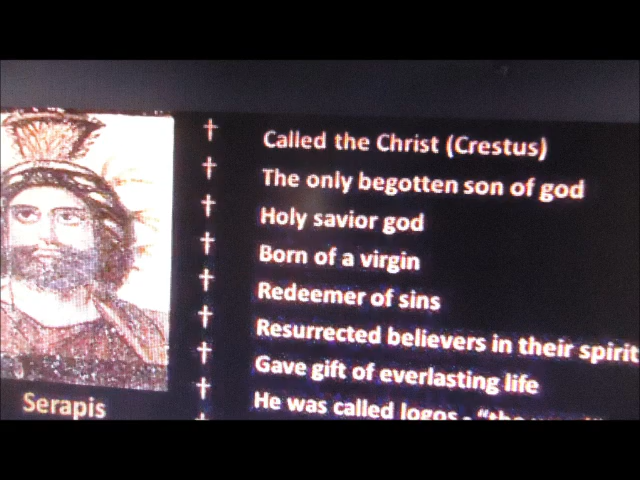 Called the Christ (Crestus)
The only begotten son of god
Holy savior god
Born of a virgin
Redeemer of sins
Resurrected believers in their spirit
Gave gift of everlasting life
He was called logos - "the
Serapis